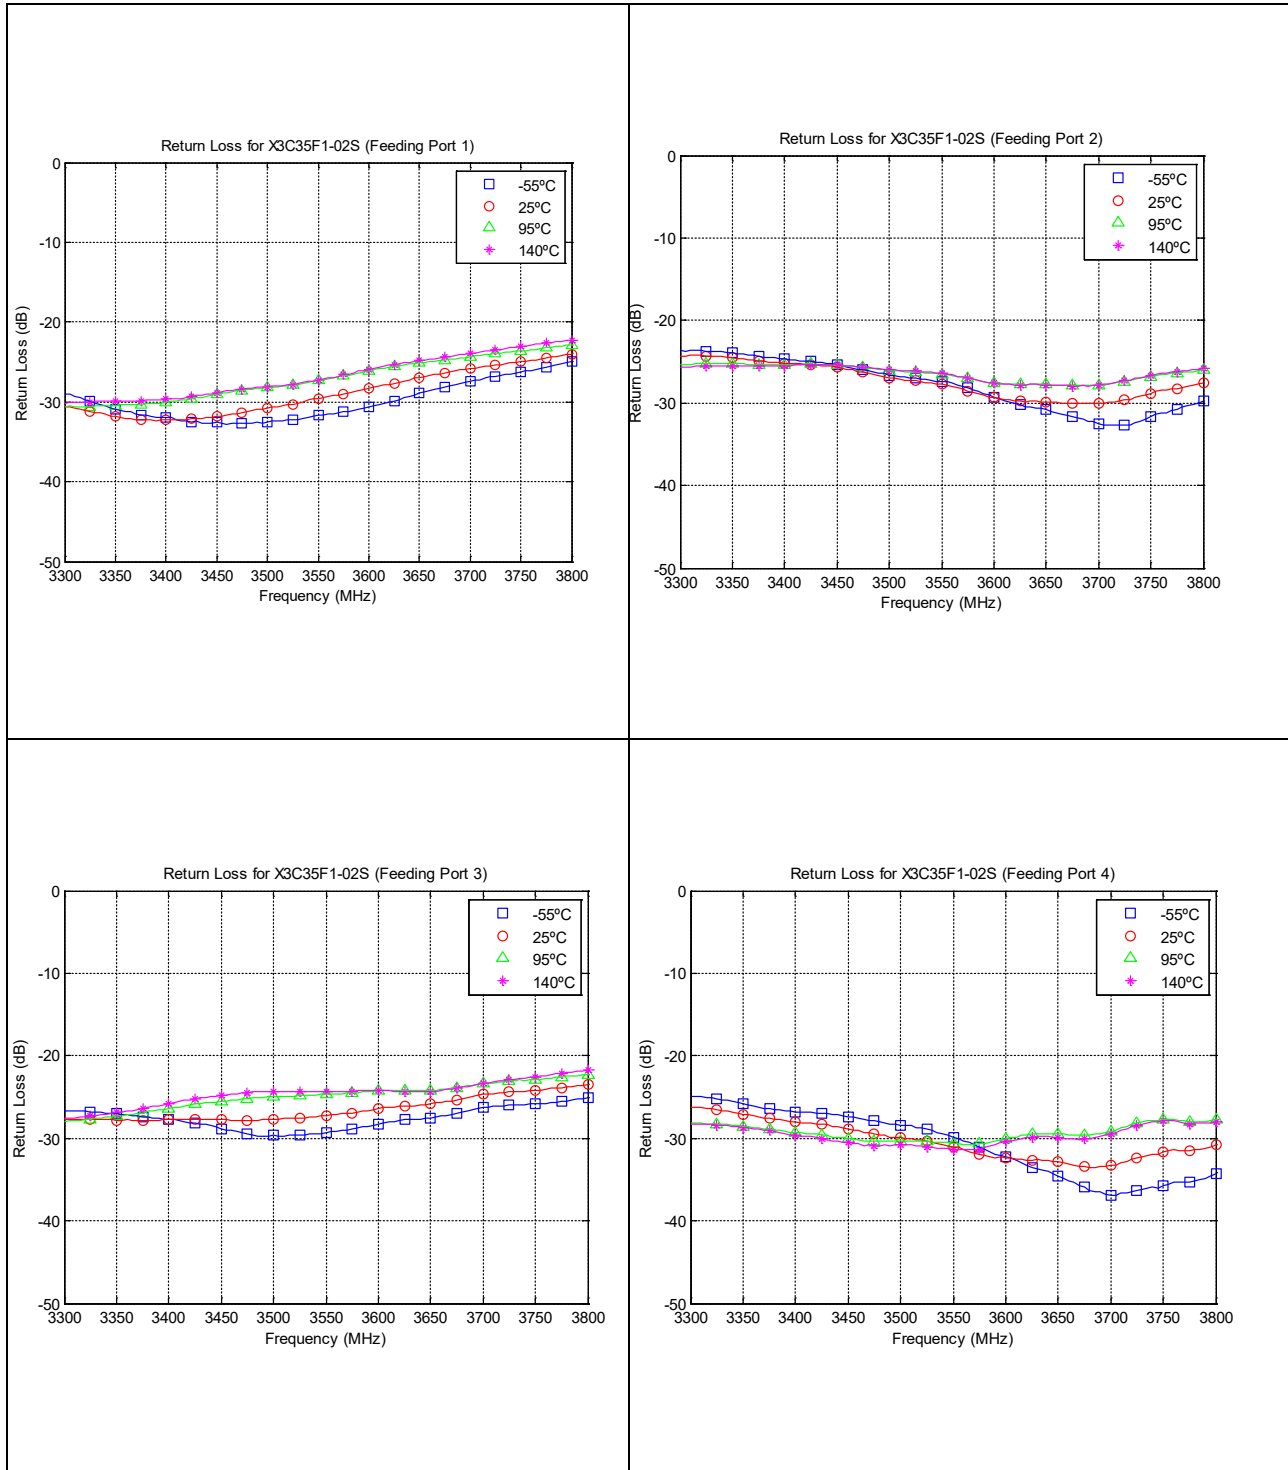 Return Loss for X3C35F1-02S (Feeding Port 1)
0
-10
-20
-30
-40
-50
Return Loss (dB)
-55ºC
25ºC
95ºC
140ºC
3300 3350 3400 3450 3500 3550 3600 3650 3700 3750 3800
Frequency (MHz)
Return Loss for X3C35F1-02S (Feeding Port 2)
0
-10
-20
-30
-40
-50
Return Loss (dB)
-55ºC
25ºC
95ºC
140ºC
3300 3350 3400 3450 3500 3550 3600 3650 3700 3750 3800
Frequency (MHz)
Return Loss for X3C35F1-02S (Feeding Port 3)
0
-10
-20
-30
-40
-50
Return Loss (dB)
-55ºC
25ºC
95ºC
140ºC
3300 3350 3400 3450 3500 3550 3600 3650 3700 3750 3800
Frequency (MHz)
Return Loss for X3C35F1-02S (Feeding Port 4)
0
-10
-20
-30
-40
-50
Return Loss (dB)
-55ºC
25ºC
95ºC
140ºC
3300 3350 3400 3450 3500 3550 3600 3650 3700 3750 3800
Frequency (MHz)